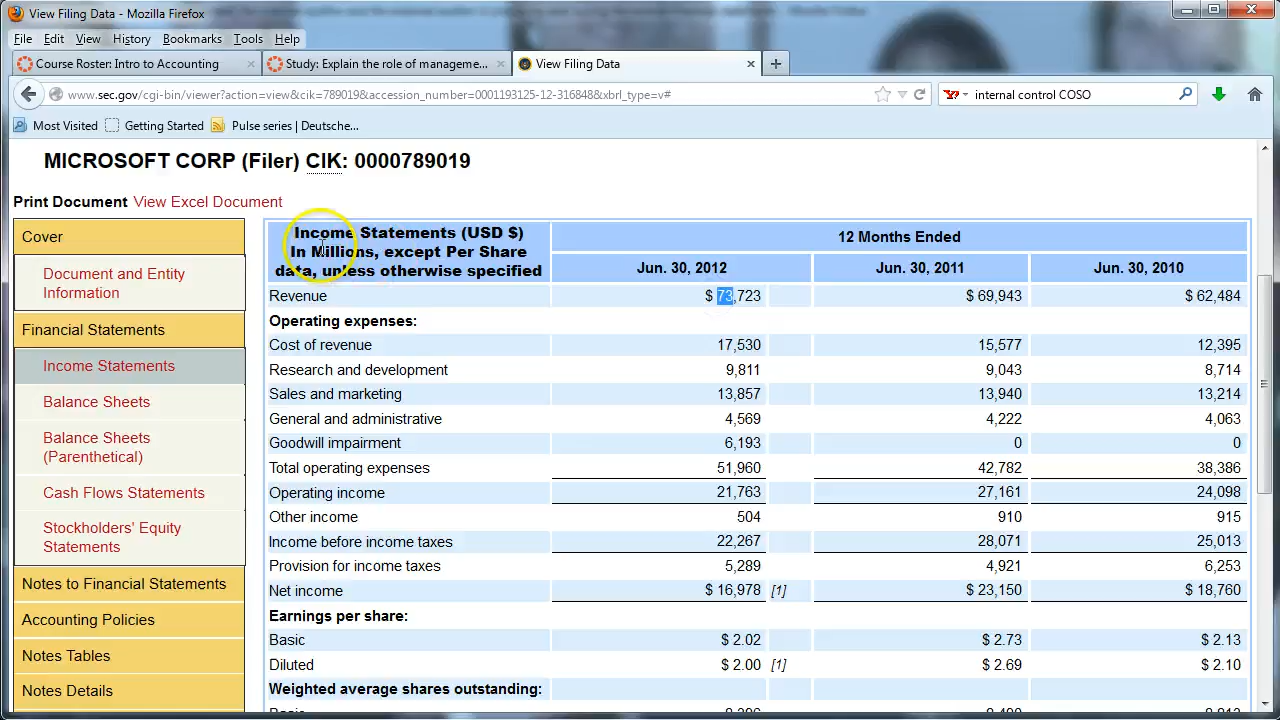 View Filing Data - Mozilla Firefox
File Edit View History Bookmarks Tools Help
Course Roster: Intro to Accounting × Study: Explain the role of manageme... × View Filing Data × +
www.sec.gov/cgi-bin/viewer?action=view&cik=789019&accession_number=0001193125-12-316848&xbrl_type=v# internal control COSO
Most Visited Getting Started Pulse series | Deutsche...
MICROSOFT CORP (Filer) CIK: 0000789019
Print Document View Excel Document
Cover
Document and Entity
Information
Financial Statements
Income Statements
Balance Sheets
Balance Sheets
(Parenthetical)
Cash Flows Statements
Stockholders' Equity
Statements
Notes to Financial Statements
Accounting Policies
Notes Tables
Notes Details
Income Statements (USD $)
In Millions, except Per Share
data, unless otherwise specified
12 Months Ended
Jun. 30, 2012 Jun. 30, 2011 Jun. 30, 2010
Revenue $ 73,723 $ 69,943 $ 62,484
Operating expenses:
Cost of revenue 17,530 15,577 12,395
Research and development 9,811 9,043 8,714
Sales and marketing 13,857 13,940 13,214
General and administrative 4,569 4,222 4,063
Goodwill impairment 6,193 0 0
Total operating expenses 51,960 42,782 38,386
Operating income 21,763 27,161 24,098
Other income 504 910 915
Income before income taxes 22,267 28,071 25,013
Provision for income taxes 5,289 4,921 6,253
Net income $ 16,978 [1] $ 23,150 $ 18,760
Earnings per share:
Basic $ 2.02 $ 2.73 $ 2.13
Diluted $ 2.00 [1] $ 2.69 $ 2.10
Weighted average shares outstanding: